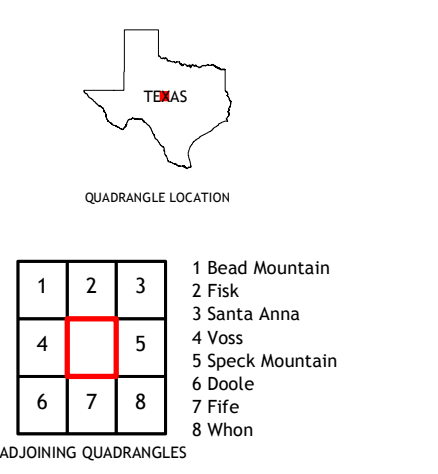 TEXAS
QUADRANGLE LOCATION
1 2 3
4 5
6 7 8
1 Bead Mountain
2 Fisk
3 Santa Anna
4 Voss
5 Speck Mountain
6 Doole
7 Fife
8 Whon
ADJOINING QUADRANGLES